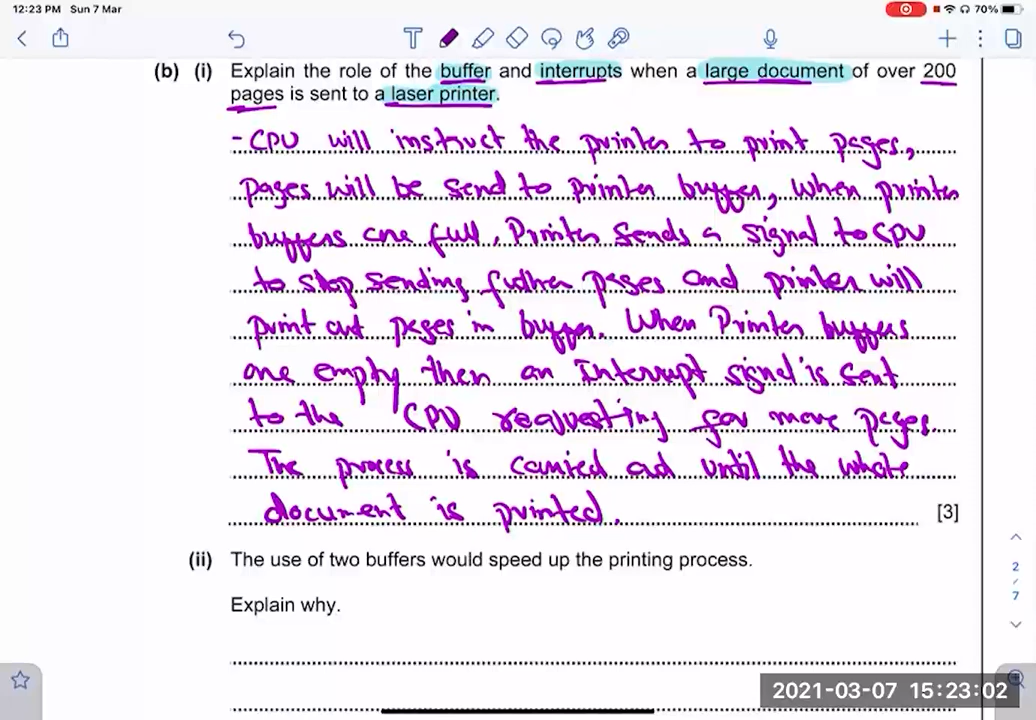 12:23 PM Sun 7 Mar
70%
(b) (i) Explain the role of the buffer and interrupts when a large document of over 200
pages is sent to a laser printer.
- CPU will instruct the printer to print pages,
pages will be send to printer buffer, when printer
buffers are full, Printer sends a signal to CPU
to stop sending further pages and printer will
print out pages in buffer. When Printer buffers
are empty then an Interrupt signal is sent
to the CPU requesting for more pages
The process is carried out until the whole
document is printed. [3]
(ii) The use of two buffers would speed up the printing process.
Explain why.
2
/
7
2021-03-07 15:23:02